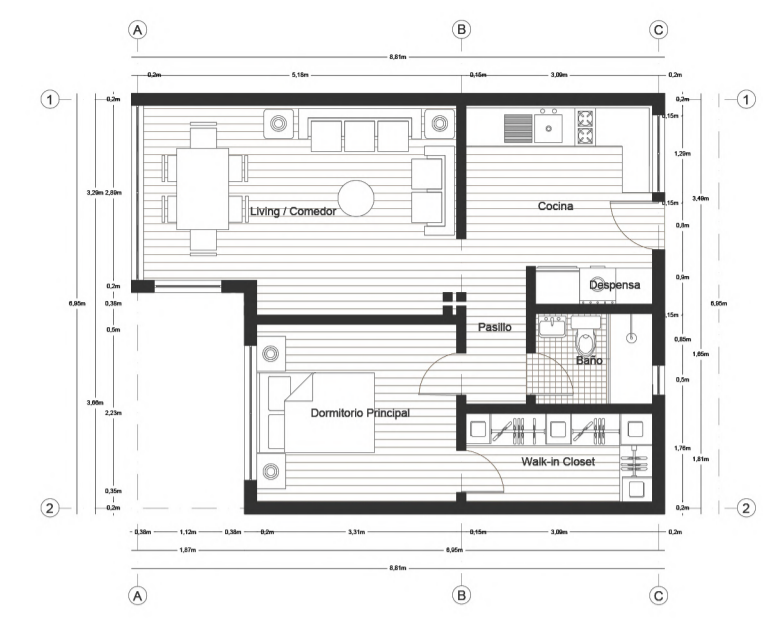 A B C
8,81m
0,2m 5,15m 0,15m 3,09m 0,2m
1 0,2m 0,2m 1
0,15m
1,29m
3,29m 2,89m 0,15m 3,49m
Living / Comedor Cocina
0,8m
0,9m
0,2m Despensa
6,95m 0,38m 6,95m
0,5m ,15m
Pasillo
0,85m
1,65m
Baño
0,5m
3,66m
2,23m Dormitorio Principal
1,76m
Walk-in Closet 1,81m
0,35m
2 0,2m 0,2m 2
0,38m 1,12m 0,38m 0,2m 3,31m 0,15m 3,09m 0,2m
1,87m 6,95m
8,81m
A B C